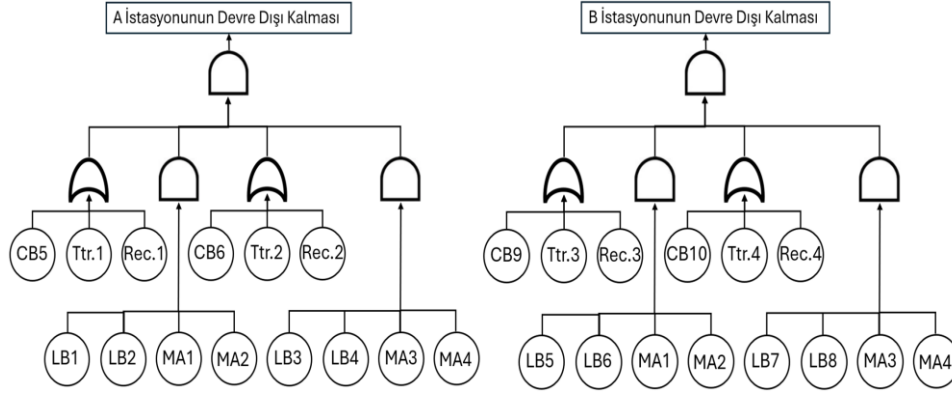 A İstasyonunun Devre Dışı Kalması
B İstasyonunun Devre Dışı Kalması
CB5
Ttr.1
Rec.1
CB6
Ttr.2
Rec.2
CB9
Ttr.3
Rec.3
CB10
Ttr.4
Rec.4
LB1
LB2
MA1
MA2
LB3
LB4
MA3
MA4
LB5
LB6
MA1
MA2
LB7
LB8
MA3
MA4